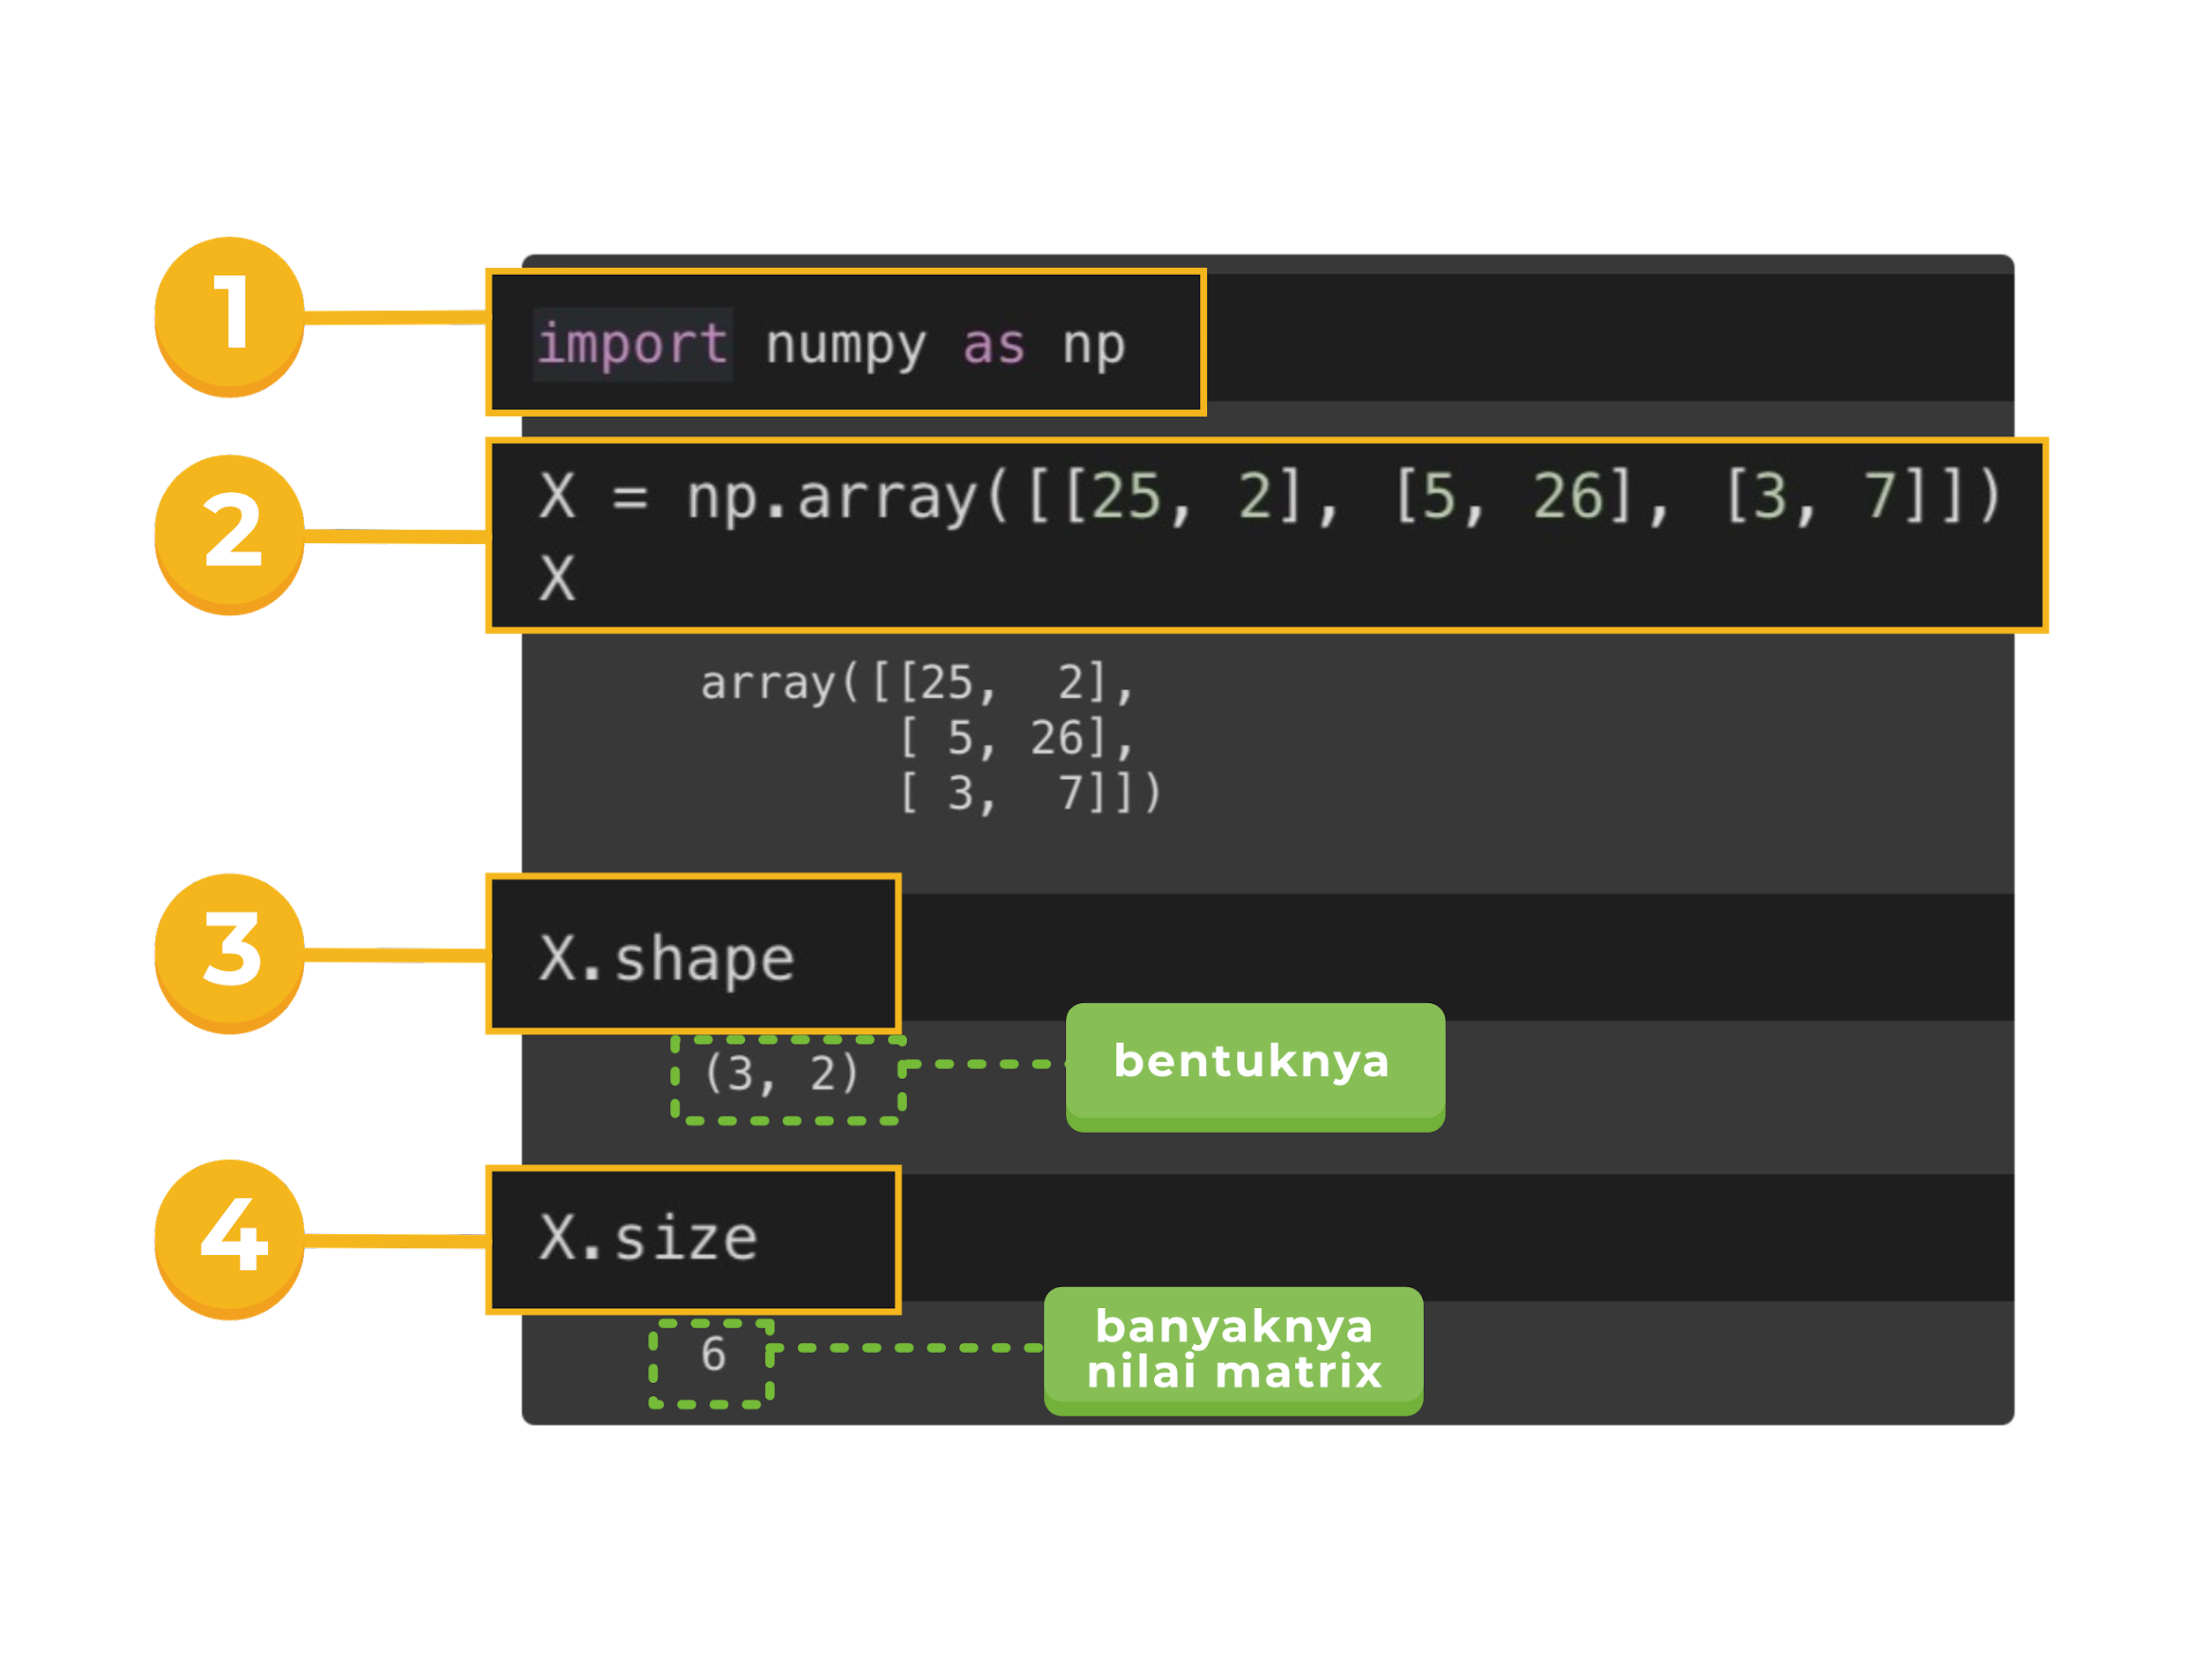 1
import numpy as np
2
X = np.array([[25, 2], [5, 26], [3, 7]])
X
array([[25,  2],
       [ 5, 26],
       [ 3,  7]])
3
X.shape
(3, 2)
bentuknya
4
X.size
6
banyaknya
nilai matrix